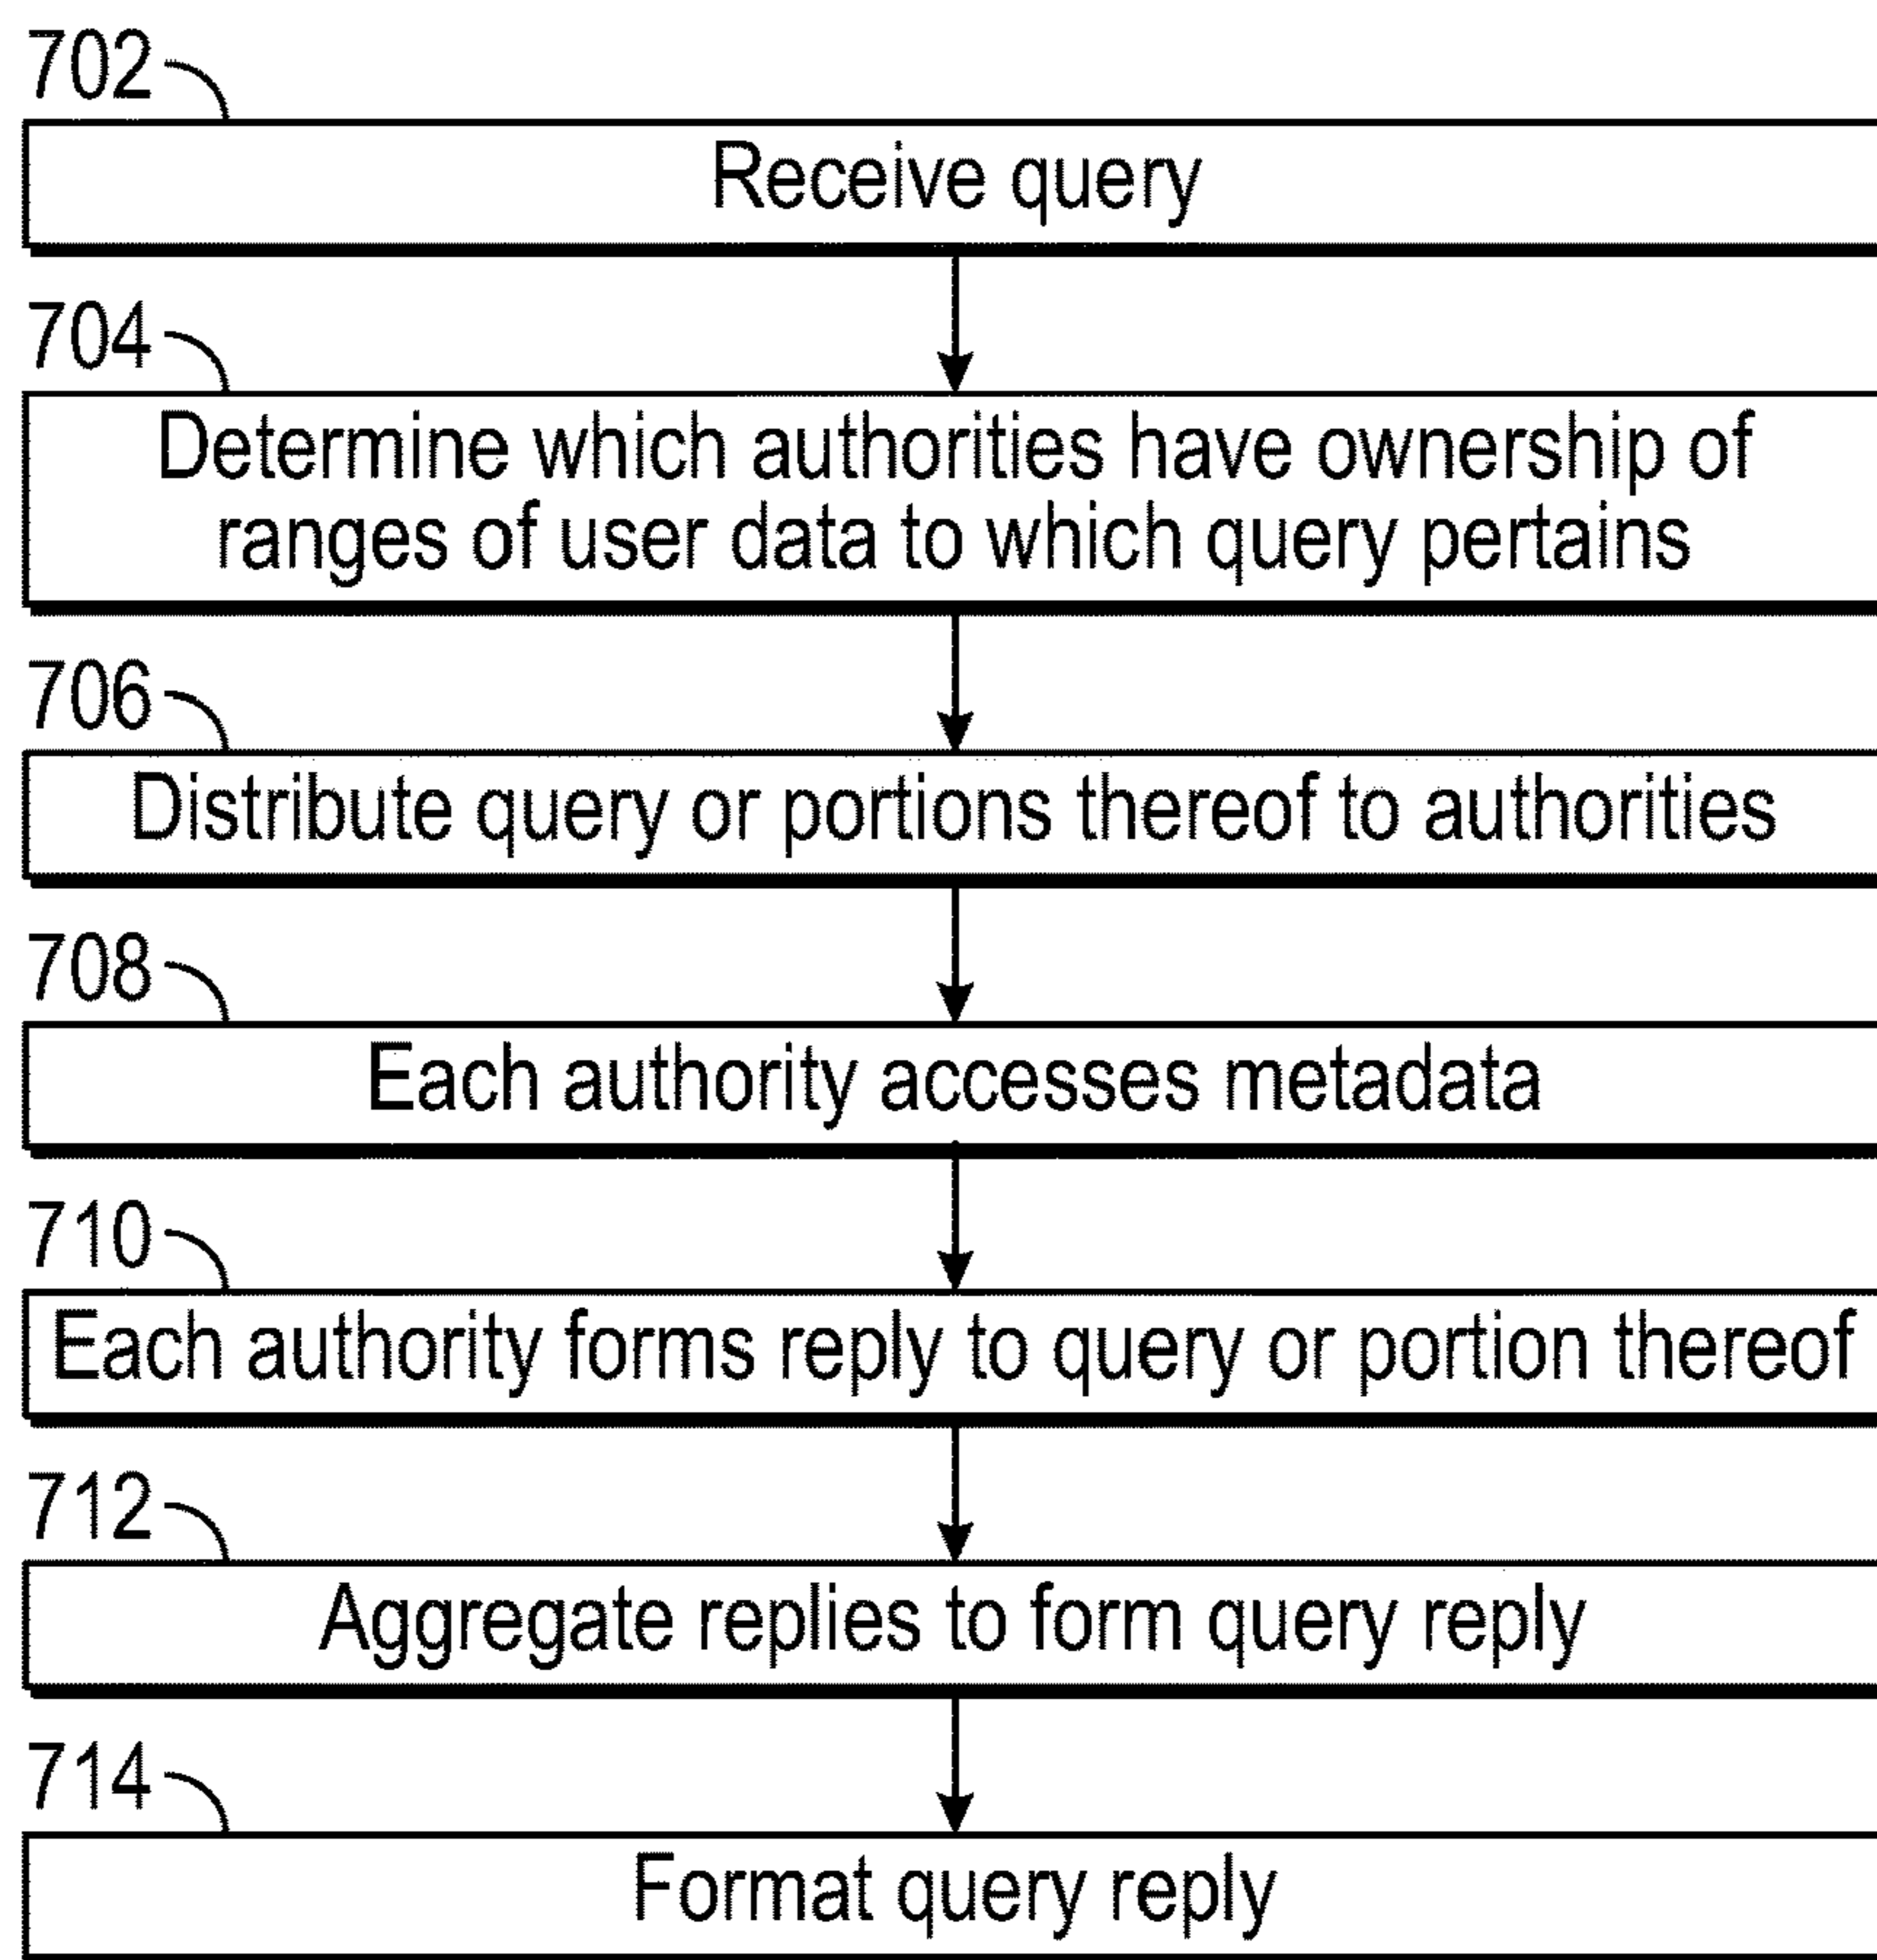 702
Receive query
704
Determine which authorities have ownership of
ranges of user data to which query pertains
706
Distribute query or portions thereof to authorities
708
Each authority accesses metadata
710
Each authority forms reply to query or portion thereof
712
Aggregate replies to form query reply
714
Format query reply